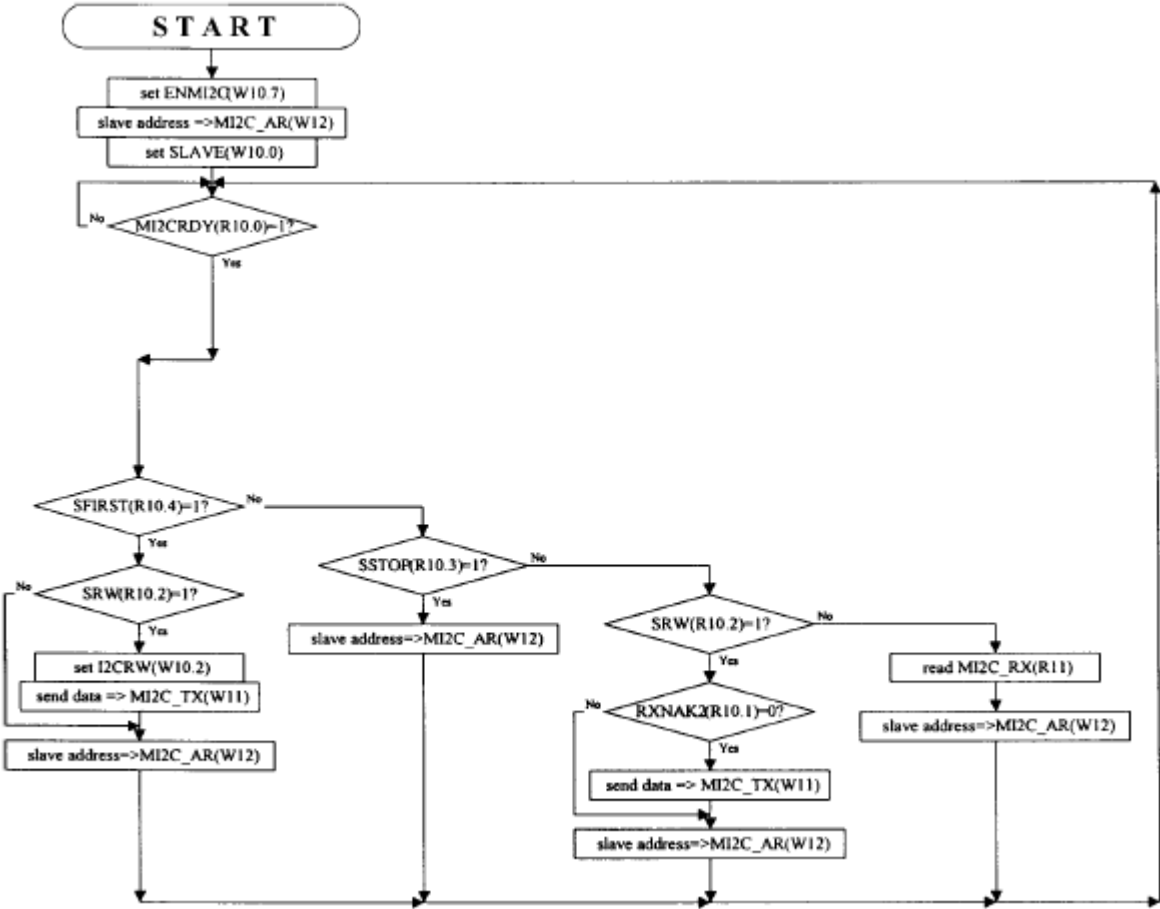 START
set ENMI2C(W10.7)
slave address =>MI2C_AR(W12)
set SLAVE(W10.0)
No
MI2CRDY(R10.0)=1?
Yes
SFIRST(R10.4)=1?
No
Yes
SSTOP(R10.3)=1?
No
No
SRW(R10.2)=1?
Yes
Yes
SRW(R10.2)=1?
No
slave address=>MI2C_AR(W12)
Yes
set I2CRW(W10.2)
read MI2C_RX(R11)
send data => MI2C_TX(W11)
No
RXNAK2(R10.1)=0?
slave address=>MI2C_AR(W12)
Yes
slave address=>MI2C_AR(W12)
send data => MI2C_TX(W11)
slave address=>MI2C_AR(W12)